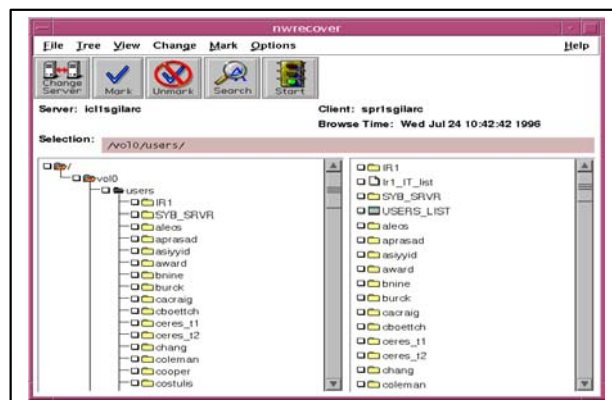 nwrecover
File Tree View Change Mark Options Help
Change Server Mark Unmark Search Start
Server: icl1sgilarc Client: spr1sgilarc
Browse Time: Wed Jul 24 10:42:42 1996
Selection: /vol0/users/
/
vol0
users
IR1
SYB_SRVR
aleos
aprasad
asiyyid
award
bnine
burck
cacraig
cboettch
ceres_t1
ceres_t2
chang
coleman
cooper
costulis
IR1
Ir1_IT_list
SYB_SRVR
USERS_LIST
aleos
aprasad
asiyyid
award
bnine
burck
cacraig
cboettch
ceres_t1
ceres_t2
chang
coleman